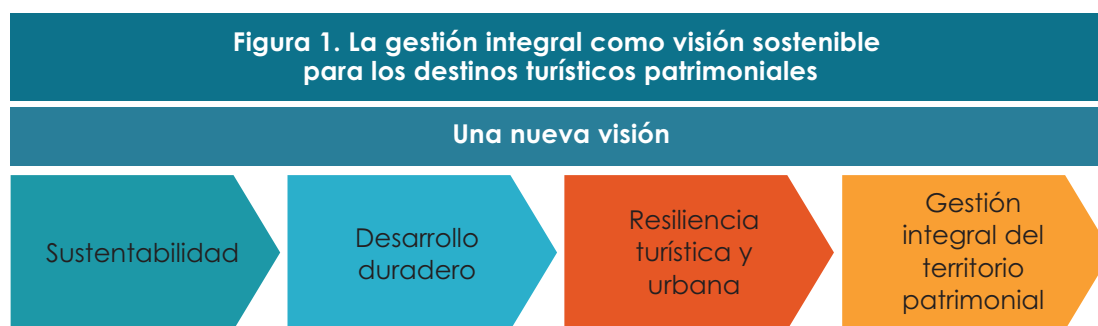 Figura 1. La gestión integral como visión sostenible
para los destinos turísticos patrimoniales
Una nueva visión
Sustentabilidad
Desarrollo
duradero
Resiliencia
turística y
urbana
Gestión
integral del
territorio
patrimonial